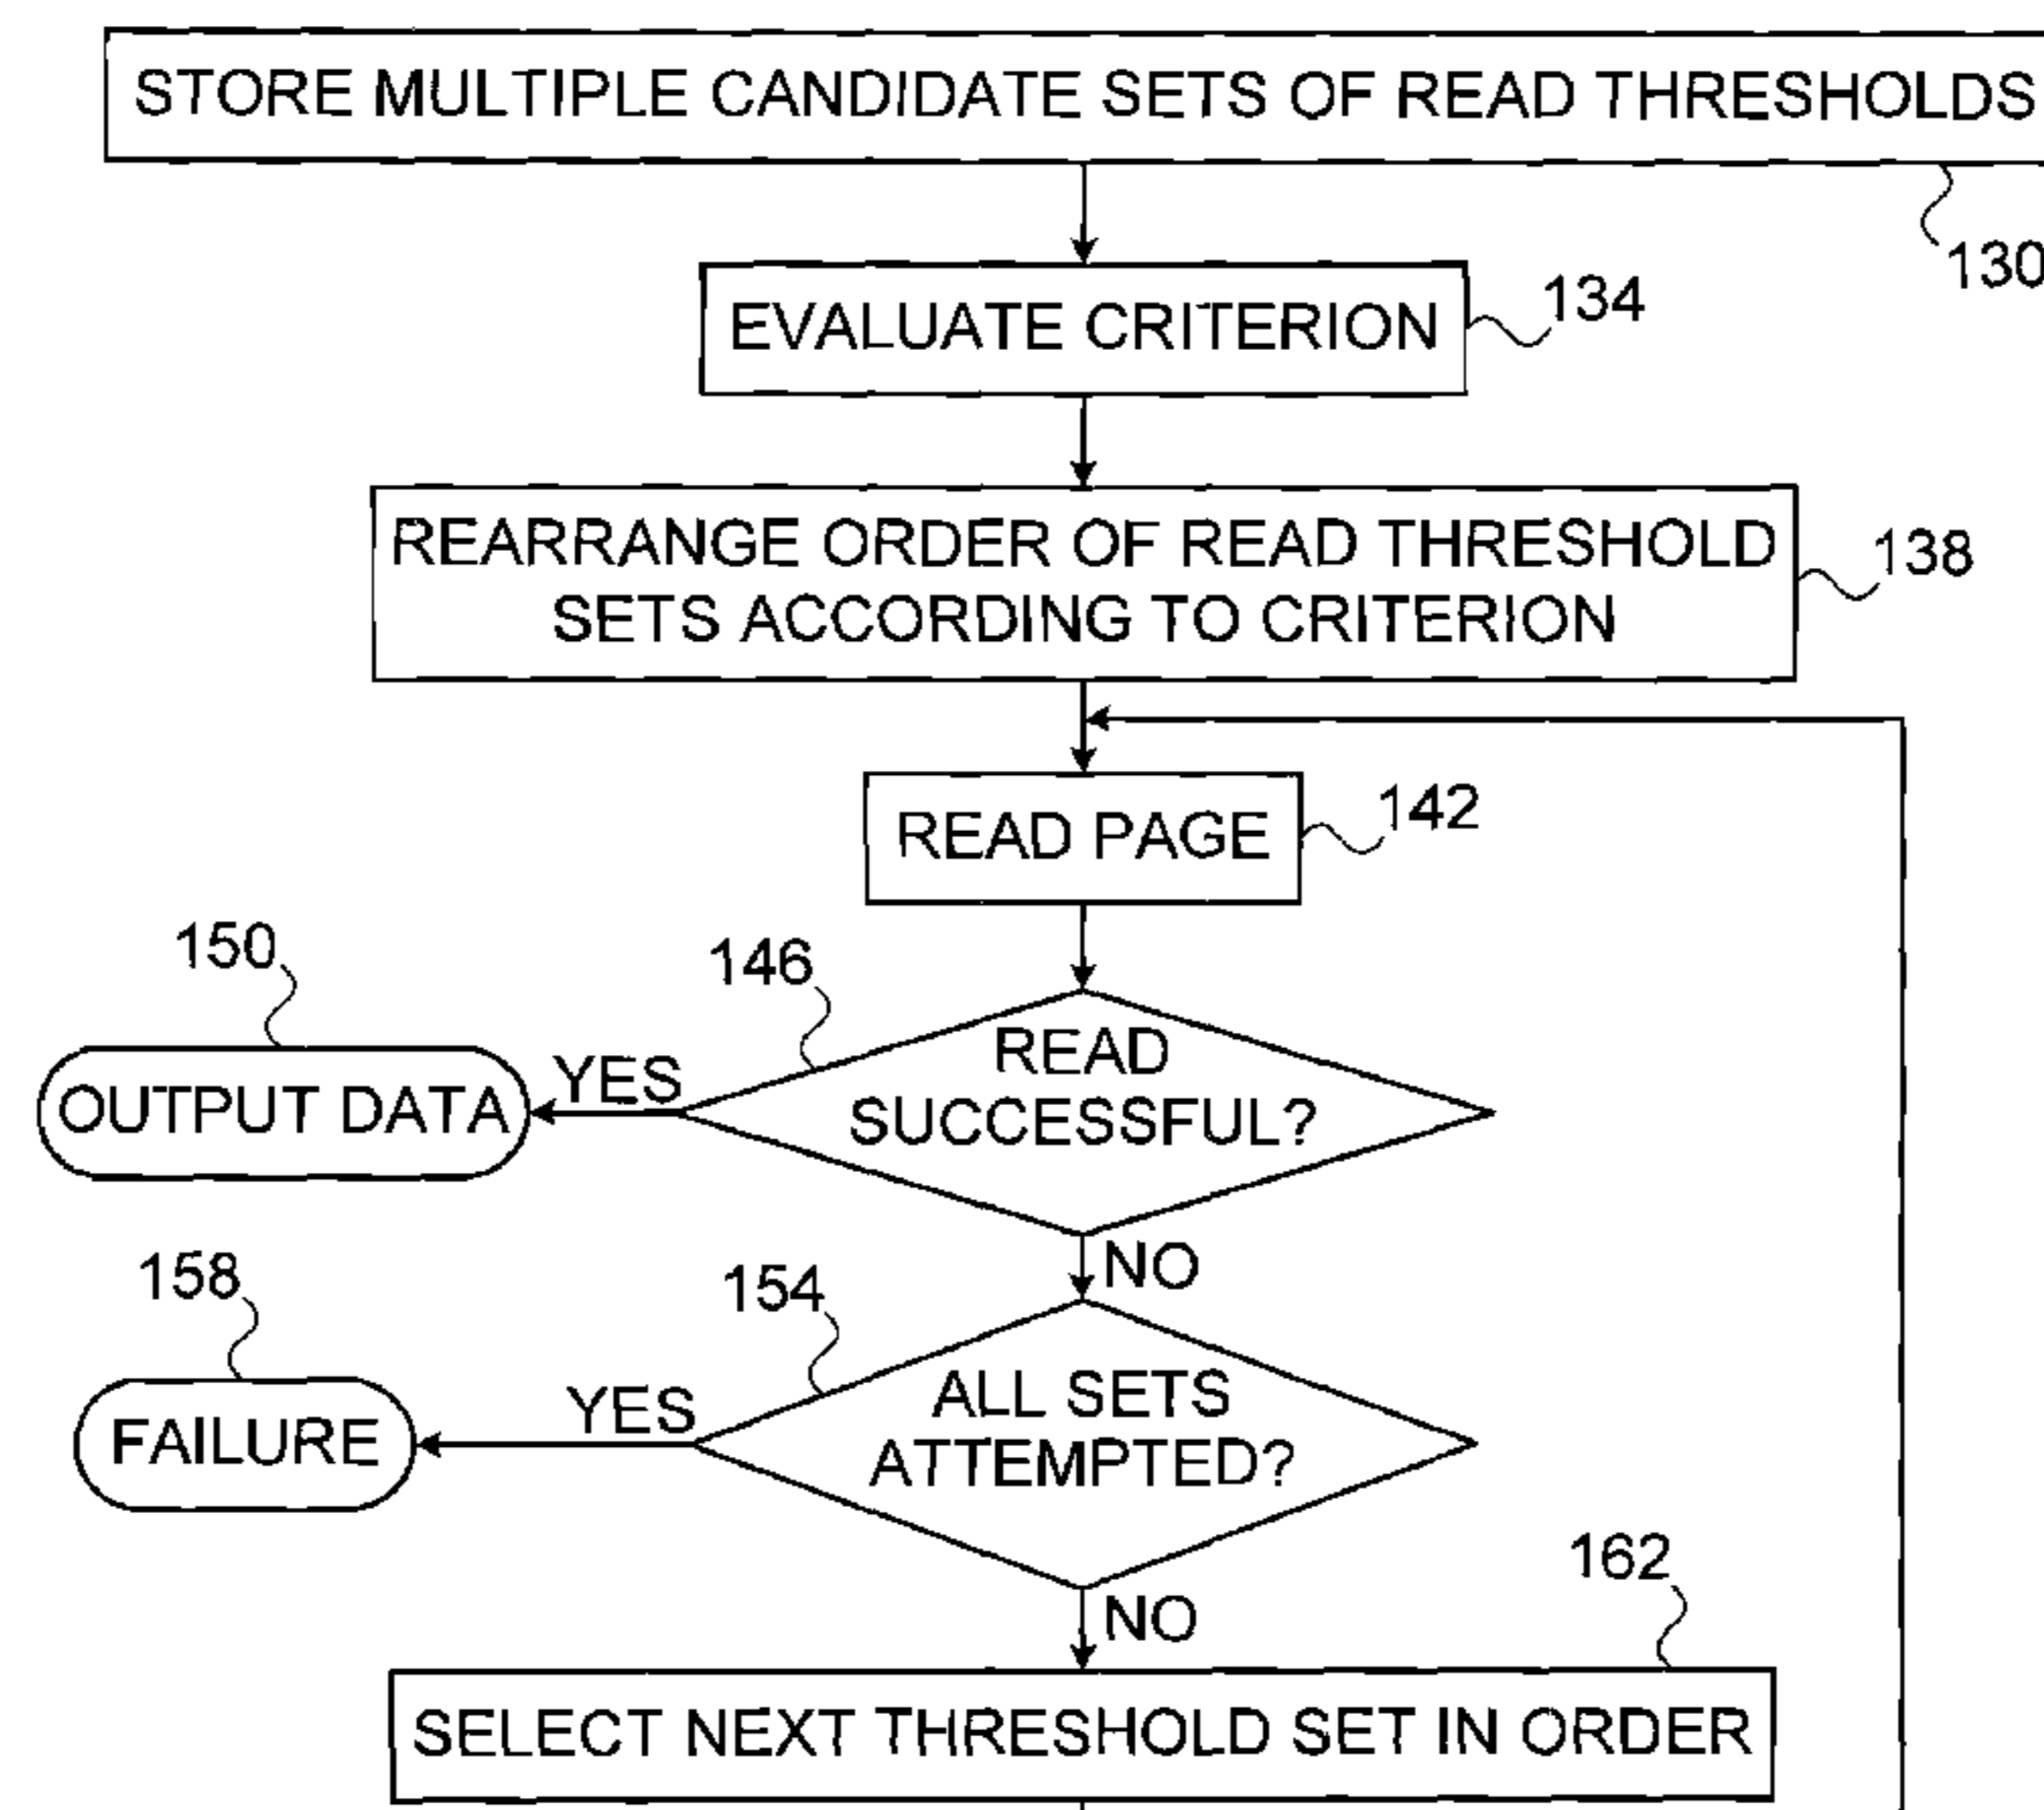 STORE MULTIPLE CANDIDATE SETS OF READ THRESHOLDS
130
EVALUATE CRITERION
134
REARRANGE ORDER OF READ THRESHOLD
SETS ACCORDING TO CRITERION
138
READ PAGE
142
150
146
OUTPUT DATA
YES
READ
SUCCESSFUL?
NO
158
154
FAILURE
YES
ALL SETS
ATTEMPTED?
NO
162
SELECT NEXT THRESHOLD SET IN ORDER